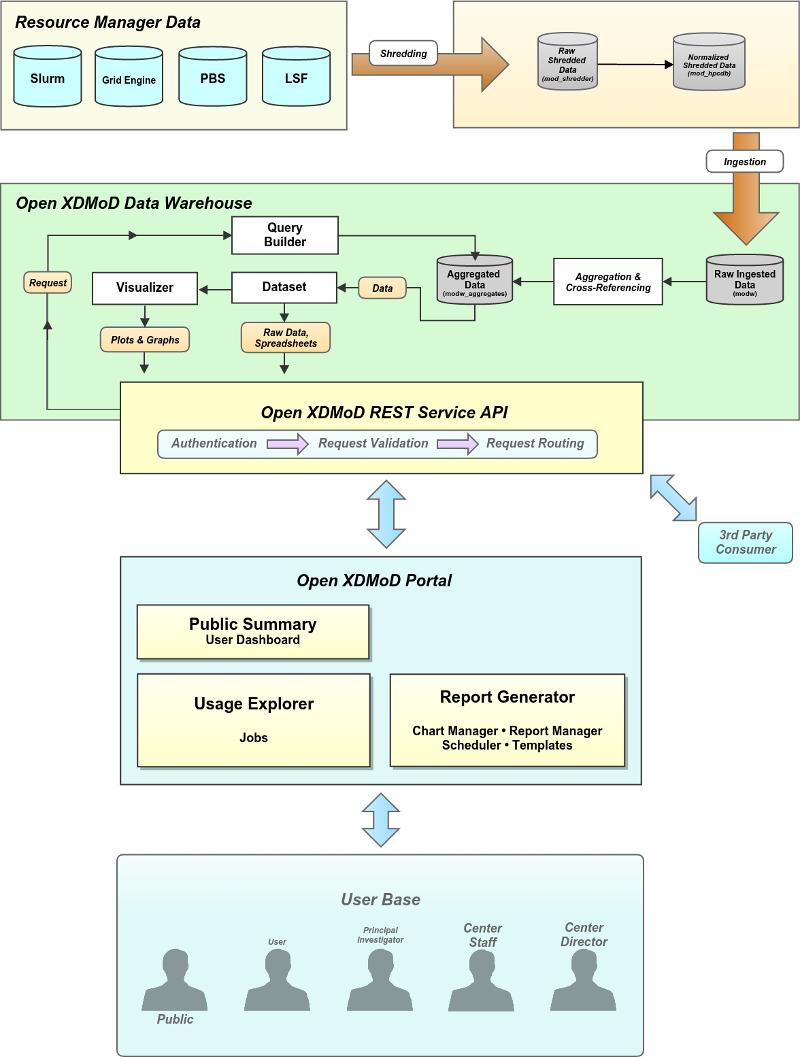 Resource Manager Data
Slurm
Grid Engine
PBS
LSF
Shredding
Raw
Shredded
Data
(mod_shredder)
Normalized
Shredded Data
(mod_hpcdb)
Ingestion
Open XDMoD Data Warehouse
Query
Builder
Request
Visualizer
Dataset
Data
Aggregated
Data
(modw_aggregates)
Aggregation &
Cross-Referencing
Raw Ingested
Data
(modw)
Plots & Graphs
Raw Data,
Spreadsheets
Open XDMoD REST Service API
Authentication
Request Validation
Request Routing
3rd Party
Consumer
Open XDMoD Portal
Public Summary
User Dashboard
Usage Explorer
Jobs
Report Generator
Chart Manager • Report Manager
Scheduler • Templates
User Base
Public
User
Principal
Investigator
Center
Staff
Center
Director